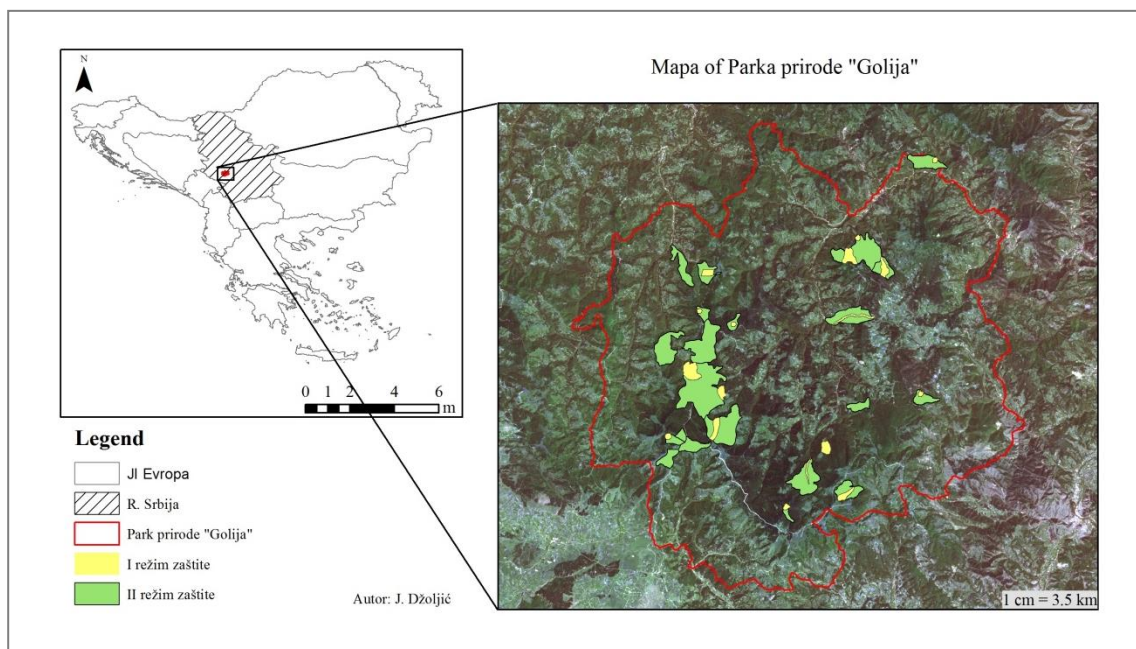 Mapa of Parka prirode "Golija"
N
0 1 2 4 6
m
Legend
JI Evropa
R. Srbija
Park prirode "Golija"
I režim zaštite
II režim zaštite
Autor: J. Džoljić
1 cm = 3.5 km